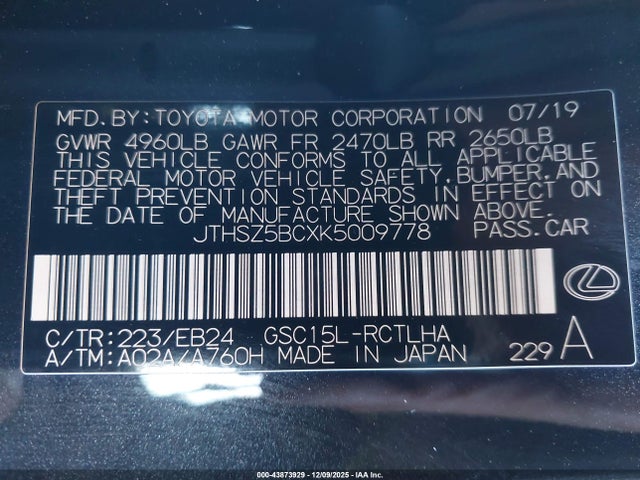 MFD. BY: TOYOTA MOTOR CORPORATION 07/19
GVWR 4960LB GAWR FR 2470LB RR 2650LB
THIS VEHICLE CONFORMS TO ALL APPLICABLE
FEDERAL MOTOR VEHICLE SAFETY, BUMPER, AND
THEFT PREVENTION STANDARDS IN EFFECT ON
THE DATE OF MANUFACTURE SHOWN ABOVE.
JTHSZ5BCXK5009778 PASS. CAR
C/TR: 223/EB24 GSC15L-RCTLHA
A/TM: A02A/A760H MADE IN JAPAN 229 A
000-43873929 - 12/09/2025 - IAA Inc.